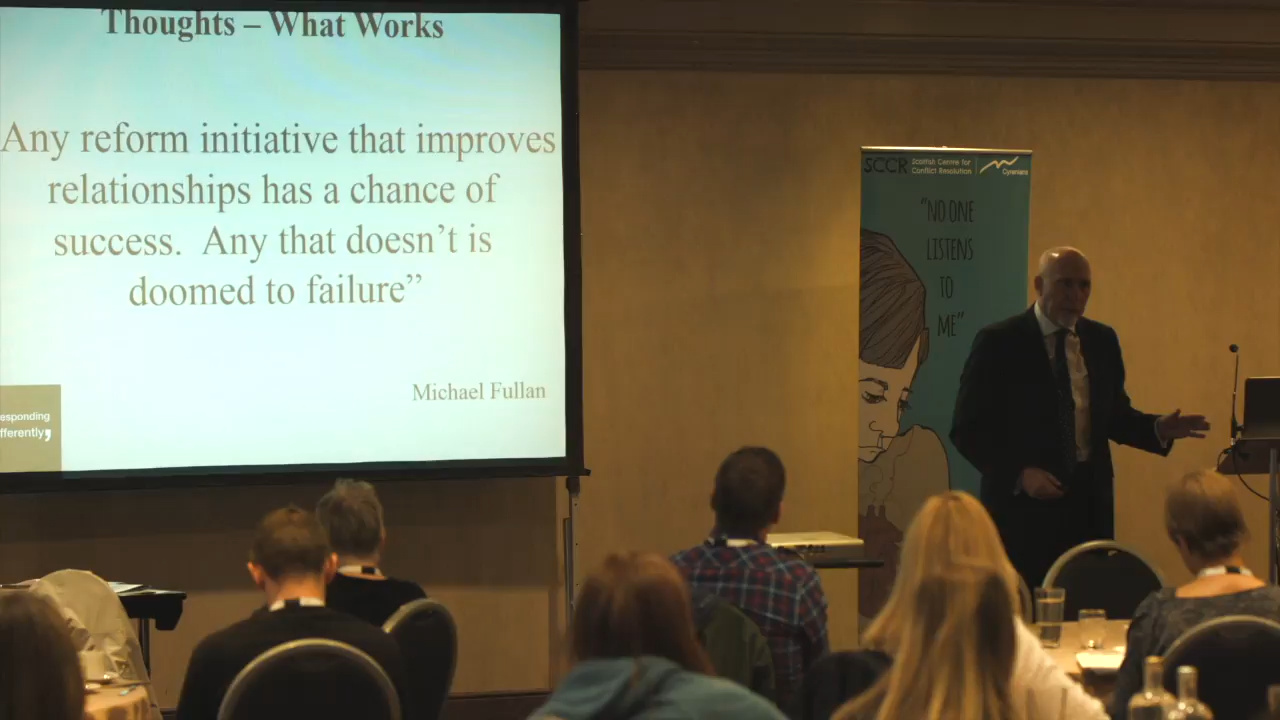 Thoughts – What Works
Any reform initiative that improves
relationships has a chance of
success.  Any that doesn't is
doomed to failure”
Michael Fullan
esponding
fferently,
SCCR
Scottish Centre for
Conflict Resolution
Cyrenians
“NO ONE
LISTENS
TO
ME”